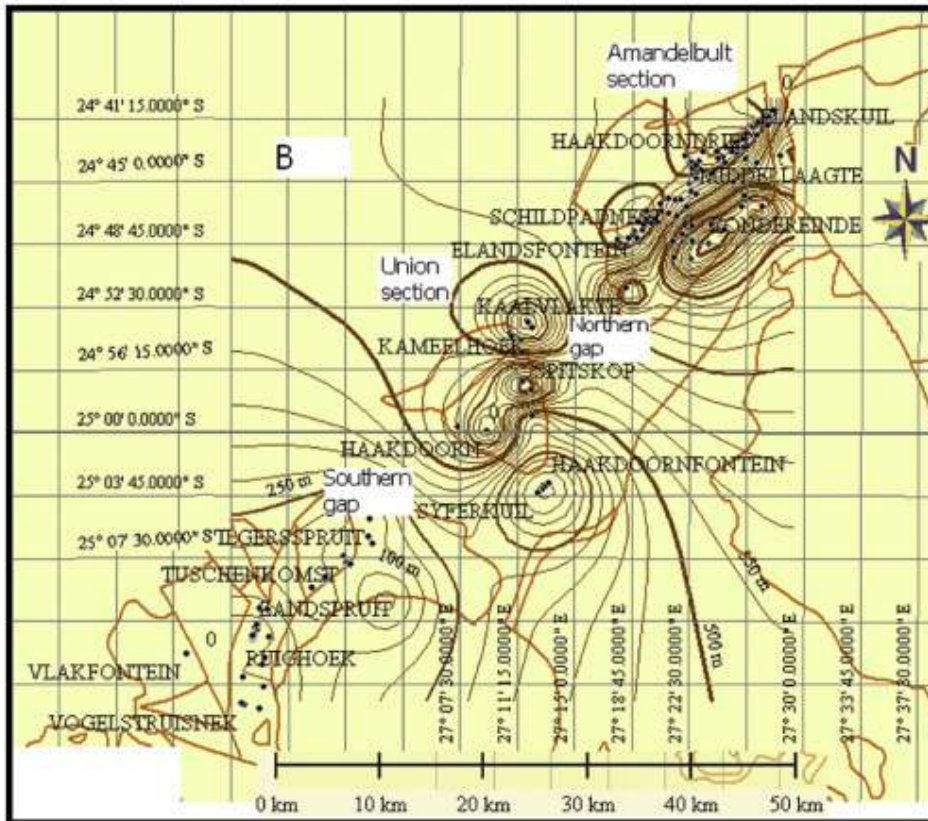 Amandelbult
section
0
24° 41' 15.0000" S
ELANDSKUIL
HAAKDOORNDRIFT
B
N
24° 45' 0.0000" S
MIDDELLAAGTE
SCHILDPADNEST
24° 48' 45.0000" S
ZONDEREINDE
ELANDSFONTEIN
Union
section
24° 52' 30.0000" S
KAALVLAKTE
Northern
gap
KAMEELHOEK
24° 56' 15.0000" S
SPITSKOP
0
25° 00' 0.0000" S
HAAKDOORN
HAAKDOORNFONTEIN
Southern
gap
25° 03' 45.0000" S
250 m
SYFERKUIL
25° 07' 30.0000" S
TEGERSSPRUIT
100 m
TUSCHENKOMST
SANDSPRUIT
0
500 m
RUIGHOEK
VLAKFONTEIN
VOGELSTRUISNEK
27° 07' 30.0000" E
27° 11' 15.0000" E
27° 15' 0.0000" E
27° 18' 45.0000" E
27° 22' 30.0000" E
27° 30' 0.0000" E
27° 33' 45.0000" E
27° 37' 30.0000" E
0 km
10 km
20 km
30 km
40 km
50 km